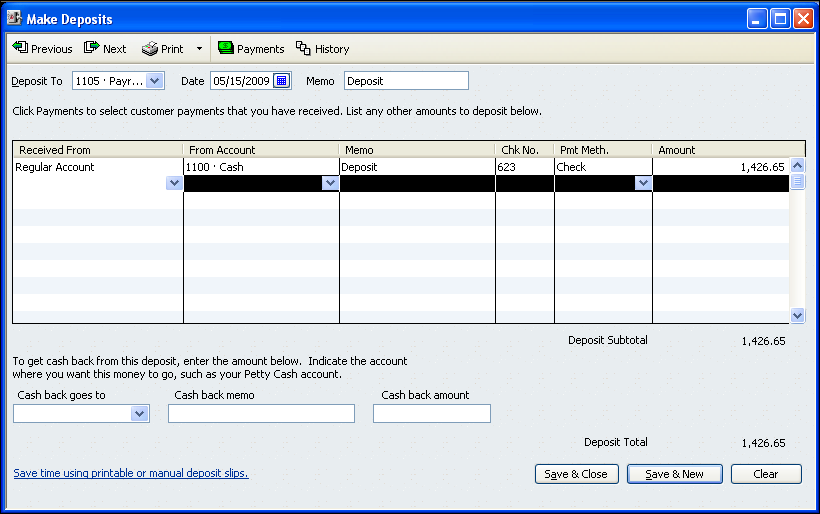 Make Deposits
Previous Next Print Payments History
Deposit To 1105 · Payr... Date 05/15/2009 Memo Deposit
Click Payments to select customer payments that you have received. List any other amounts to deposit below.
Received From From Account Memo Chk No. Pmt Meth. Amount
Regular Account 1100 · Cash Deposit 623 Check 1,426.65
Deposit Subtotal 1,426.65
To get cash back from this deposit, enter the amount below. Indicate the account
where you want this money to go, such as your Petty Cash account.
Cash back goes to Cash back memo Cash back amount
Deposit Total 1,426.65
Save time using printable or manual deposit slips. Save & Close Save & New Clear